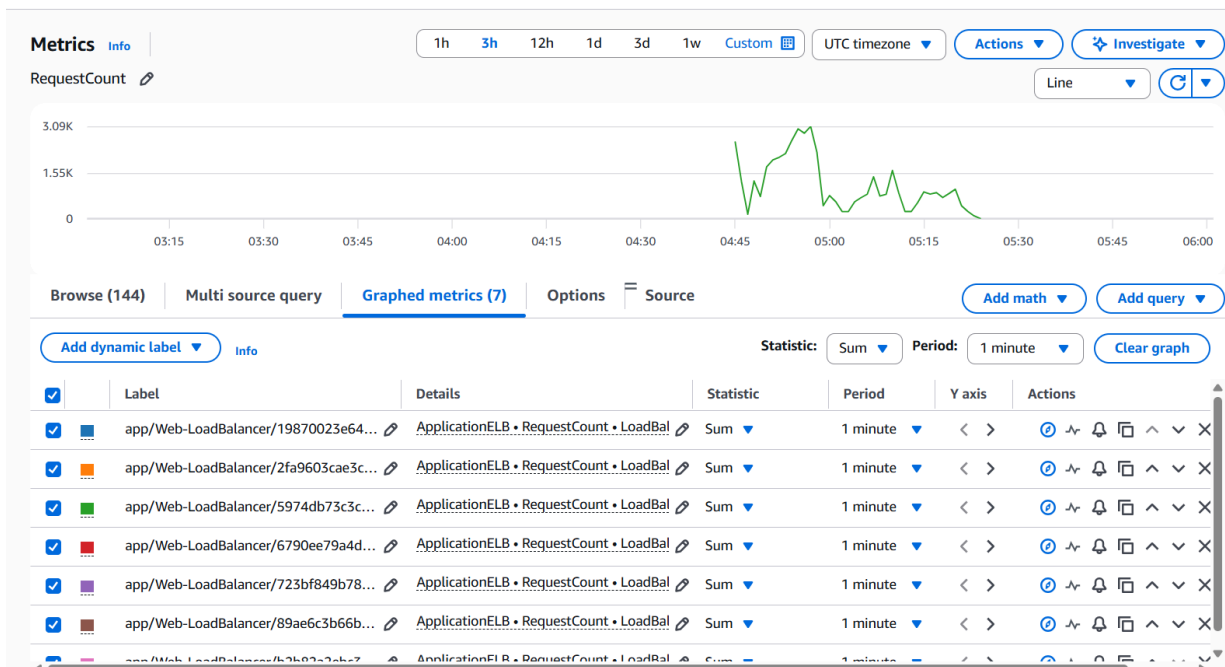 Metrics Info 1h 3h 12h 1d 3d 1w Custom UTC timezone Actions Investigate
RequestCount Line
3.09K
1.55K
0
03:15 03:30 03:45 04:00 04:15 04:30 04:45 05:00 05:15 05:30 05:45 06:00
Browse (144) Multi source query Graphed metrics (7) Options Source Add math Add query
Add dynamic label Info Statistic: Sum Period: 1 minute Clear graph
Label Details Statistic Period Y axis Actions
app/Web-LoadBalancer/19870023e64... ApplicationELB • RequestCount • LoadBal Sum 1 minute
app/Web-LoadBalancer/2fa9603cae3c... ApplicationELB • RequestCount • LoadBal Sum 1 minute
app/Web-LoadBalancer/5974db73c3c... ApplicationELB • RequestCount • LoadBal Sum 1 minute
app/Web-LoadBalancer/6790ee79a4d... ApplicationELB • RequestCount • LoadBal Sum 1 minute
app/Web-LoadBalancer/723bf849b78... ApplicationELB • RequestCount • LoadBal Sum 1 minute
app/Web-LoadBalancer/89ae6c3b66b... ApplicationELB • RequestCount • LoadBal Sum 1 minute
ApplicationELB • RequestCount • LoadBal Sum 1 minute